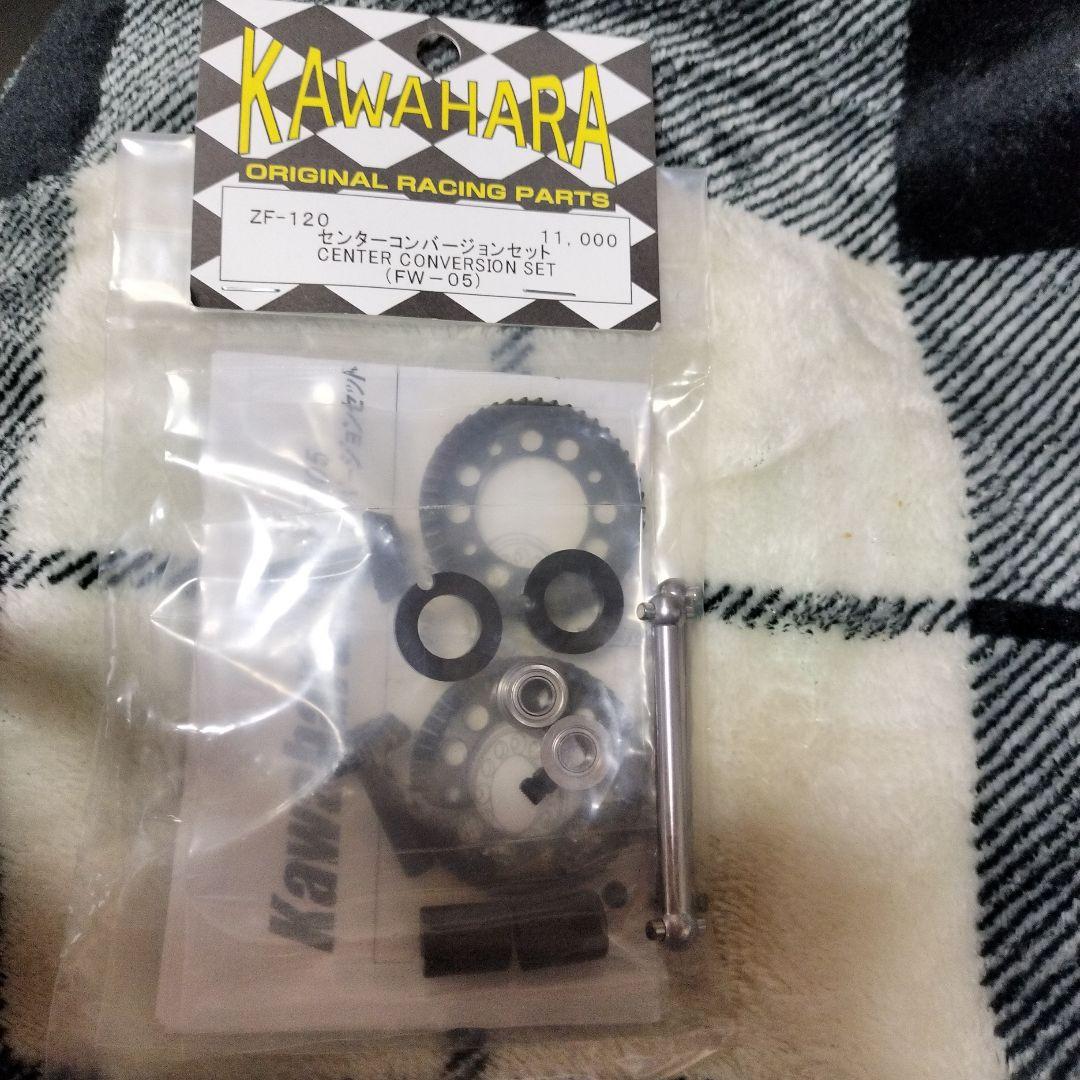 KAWAHARA
ORIGINAL RACING PARTS
ZF-120
11,000
センターコンバージョンセット
CENTER CONVERSION SET
(FW-05)